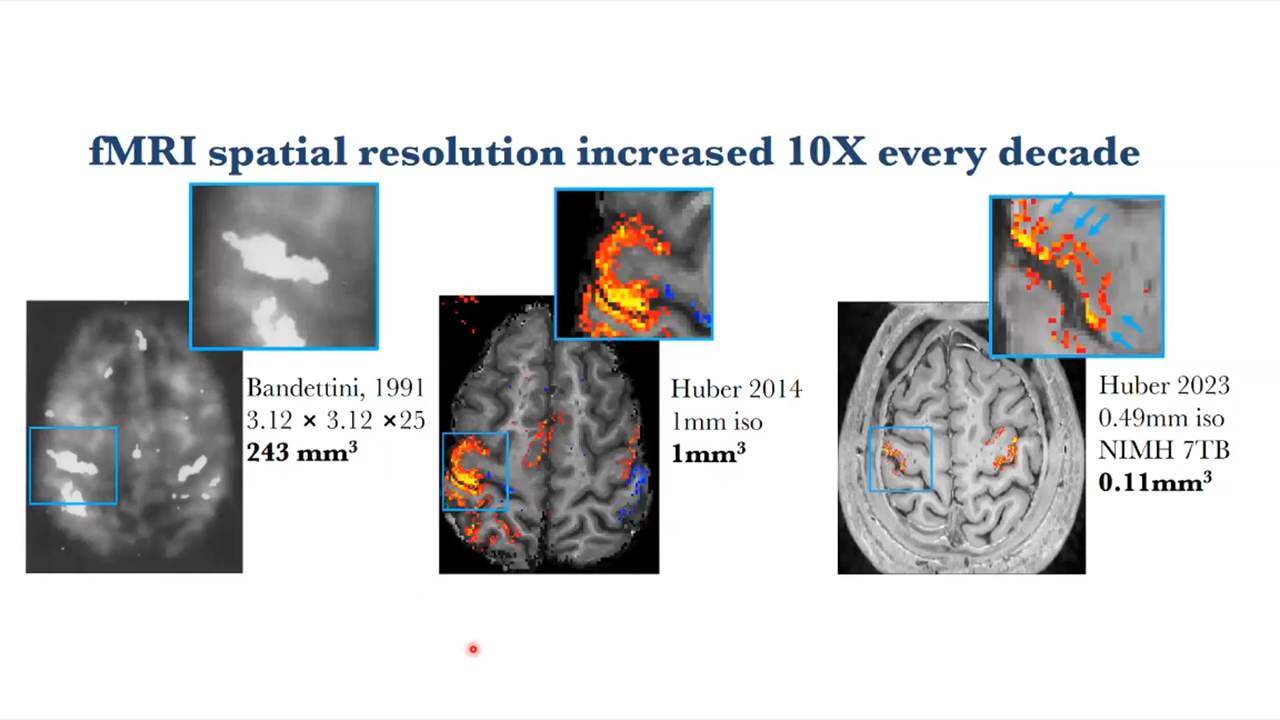 fMRI spatial resolution increased 10X every decade
Bandettini, 1991
3.12 × 3.12 ×25
243 mm³
Huber 2014
1mm iso
1mm³
Huber 2023
0.49mm iso
NIMH 7TB
0.11mm³